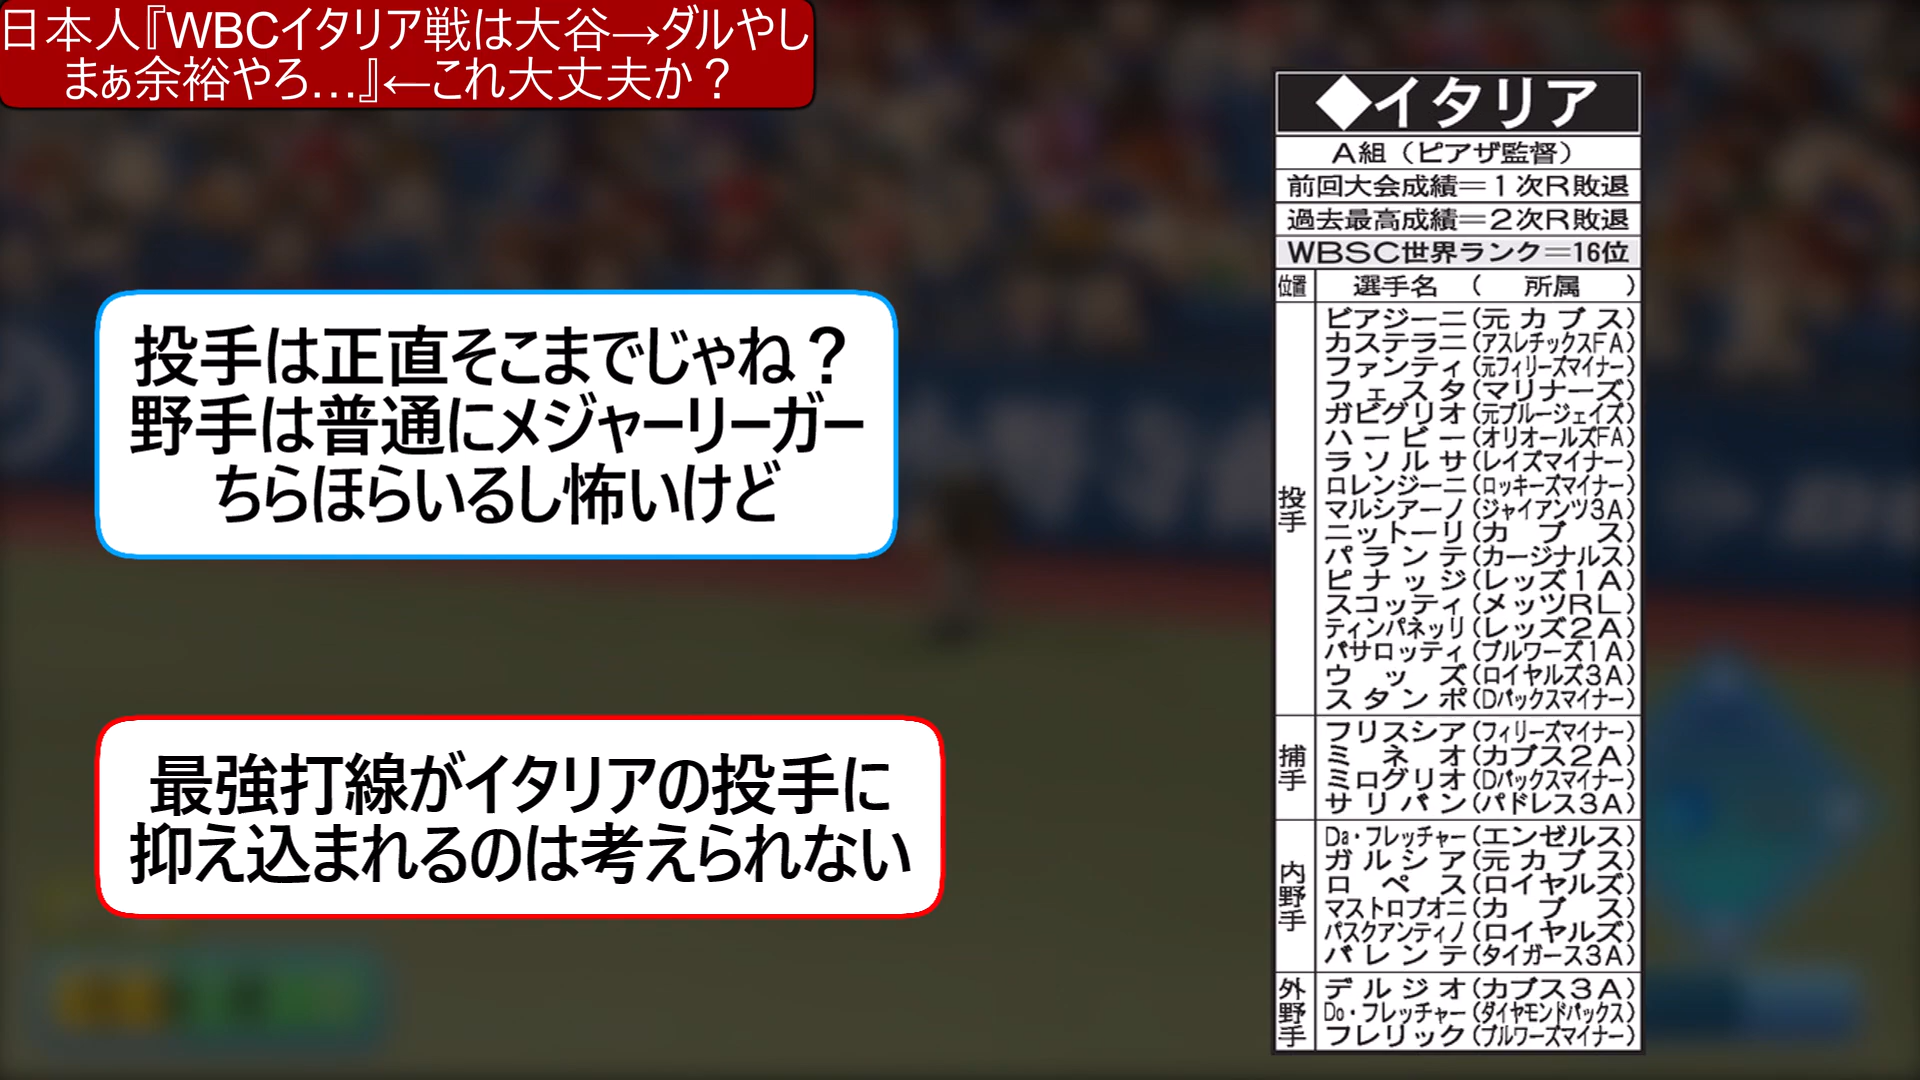 日本人『WBCイタリア戦は大谷→ダルやし
まぁ余裕やろ…』←これ大丈夫か？
投手は正直そこまでじゃね？
野手は普通にメジャーリーガー
ちらほらいるし怖いけど
最強打線がイタリアの投手に
抑え込まれるのは考えられない
◆イタリア
A組（ピアザ監督）
前回大会成績＝１次Ｒ敗退
過去最高成績＝２次Ｒ敗退
WBSC世界ランク＝16位
位置 選手名（所属）
投手
ビアジーニ(元カブス)
カステラニ(アスレチックスFA)
ファンティ(元フィリーズマイナー)
フェスタ(マリナーズ)
ガビグリオ(元ブルージェイズ)
ハービー(オリオールズFA)
ラソルサ(レイズマイナー)
ロレンジーニ(ロッキーズマイナー)
マルシアーノ(ジャイアンツ3A)
ニットーリ(カブス)
パランテ(カージナルス)
ピナッジ(レッズ1A)
スコッティ(メッツRL)
ティンパネッリ(レッズ2A)
パサロッティ(ブルワーズ1A)
ウッズ(ロイヤルズ3A)
スタンポ(Dバックスマイナー)
捕手
フリスシア(フィリーズマイナー)
ミネオ(カブス2A)
ミログリオ(Dバックスマイナー)
サリバン(パドレス3A)
内野手
Da・フレッチャー(エンゼルス)
ガルシア(元カブス)
ロペス(ロイヤルズ)
マストロブオニ(カブス)
パスクアンティノ(ロイヤルズ)
バレンテ(タイガース3A)
外野手
デルジオ(カブス3A)
Do・フレッチャー(ダイヤモンドバックス)
フレリック(ブルワーズマイナー)